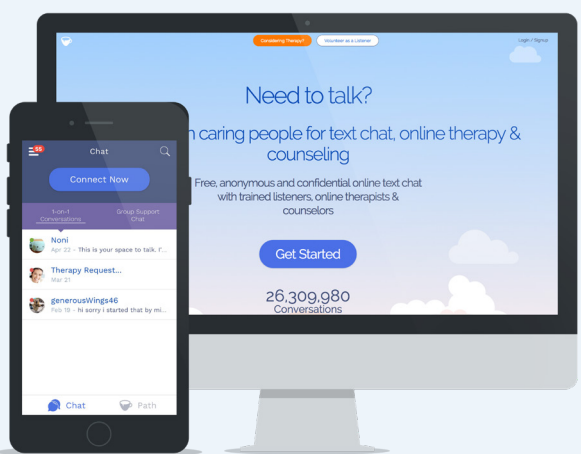 Considering Therapy?
Volunteer as a Listener
Login / Signup
Need to talk?
caring people for text chat, online therapy &
counseling
Free, anonymous and confidential online text chat
with trained listeners, online therapists &
counselors
Get Started
26,309,980
Conversations
55
Chat
Connect Now
1-on-1
Conversations
Group Support
Chat
Noni
Apr 22 - This is your space to talk, I'...
Therapy Request...
Mar 21
generousWings46
Feb 19 - hi sorry i started that by mi...
Chat
Path